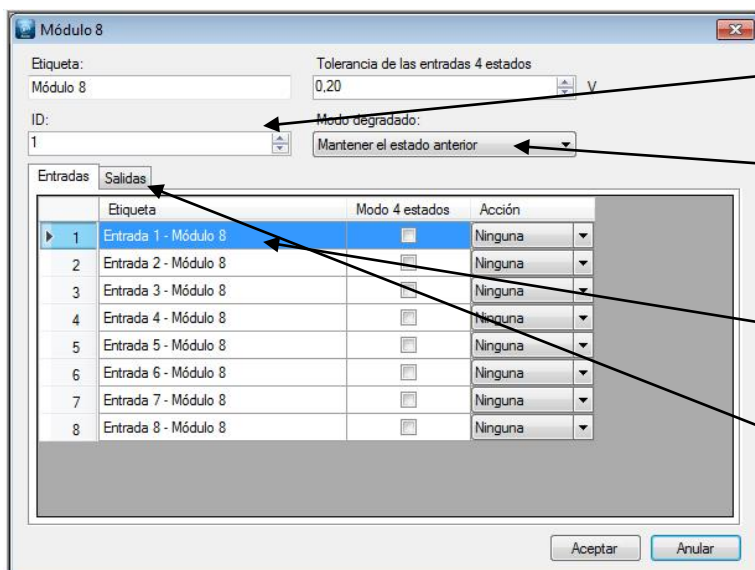 Módulo 8
Etiqueta:
Tolerancia de las entradas 4 estados
Módulo 8
0,20
V
ID:
Modo degradado:
1
Mantener el estado anterior
Entradas
Salidas
Etiqueta
Modo 4 estados
Acción
1 Entrada 1 - Módulo 8 Ninguna
2 Entrada 2 - Módulo 8 Ninguna
3 Entrada 3 - Módulo 8 Ninguna
4 Entrada 4 - Módulo 8 Ninguna
5 Entrada 5 - Módulo 8 Ninguna
6 Entrada 6 - Módulo 8 Ninguna
7 Entrada 7 - Módulo 8 Ninguna
8 Entrada 8 - Módulo 8 Ninguna
Aceptar
Anular